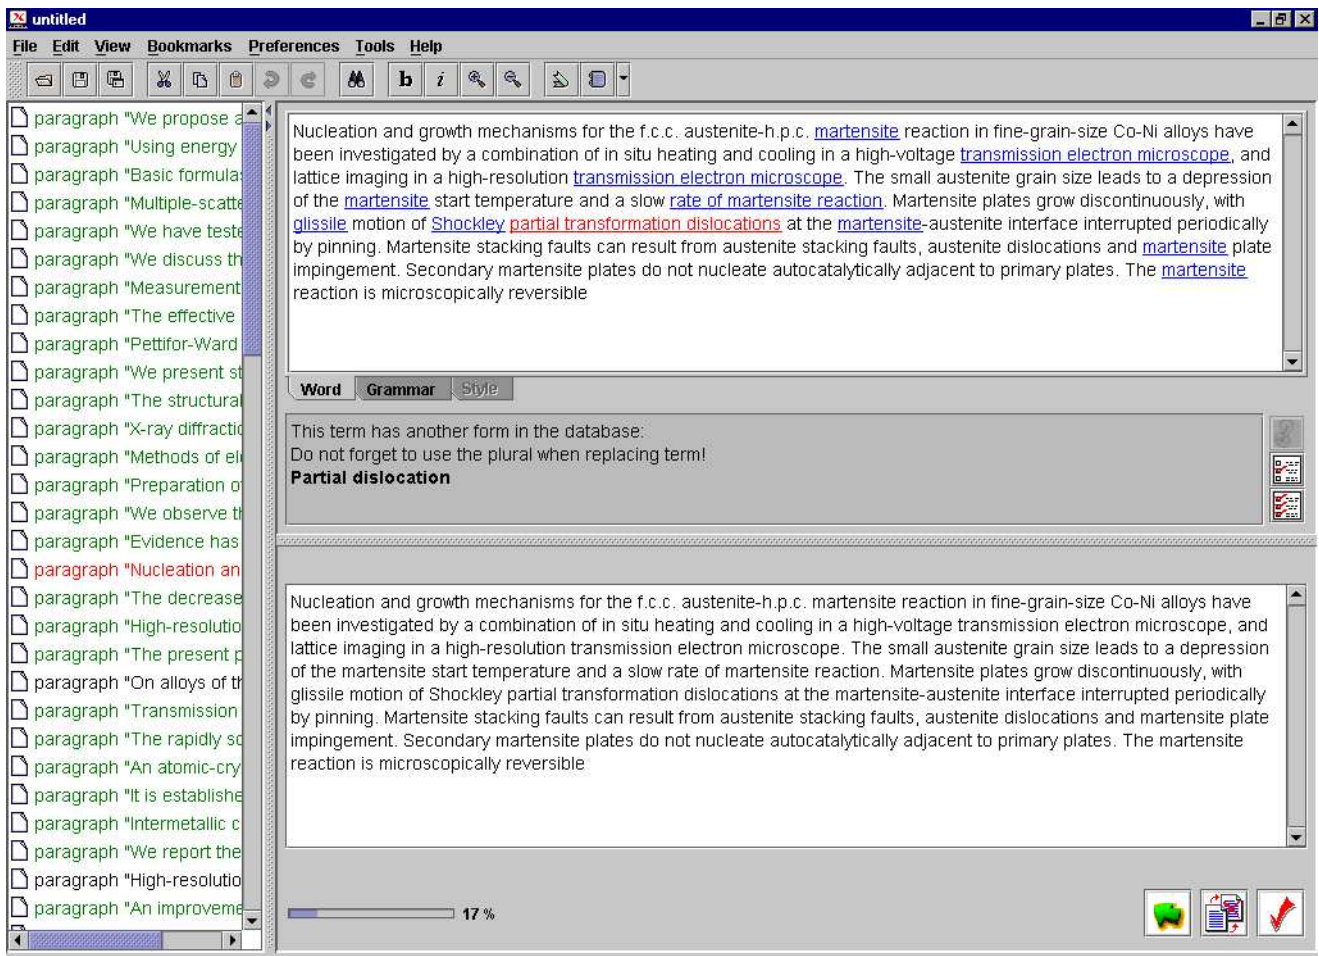 untitled
File Edit View Bookmarks Preferences Tools Help
b i
paragraph "We propose a
paragraph "Using energy
paragraph "Basic formula
paragraph "Multiple-scatte
paragraph "We have teste
paragraph "We discuss th
paragraph "Measurement
paragraph "The effective
paragraph "Pettifor-Ward
paragraph "We present st
paragraph "The structural
paragraph "X-ray diffractio
paragraph "Methods of ele
paragraph "Preparation o
paragraph "We observe th
paragraph "Evidence has
paragraph "Nucleation an
paragraph "The decrease
paragraph "High-resolutio
paragraph "The present p
paragraph "On alloys of th
paragraph "Transmission
paragraph "The rapidly so
paragraph "An atomic-cry
paragraph "It is establishe
paragraph "Intermetallic c
paragraph "We report the
paragraph "High-resolutio
paragraph "An improveme
Nucleation and growth mechanisms for the f.c.c. austenite-h.p.c. martensite reaction in fine-grain-size Co-Ni alloys have
been investigated by a combination of in situ heating and cooling in a high-voltage transmission electron microscope, and
lattice imaging in a high-resolution transmission electron microscope. The small austenite grain size leads to a depression
of the martensite start temperature and a slow rate of martensite reaction. Martensite plates grow discontinuously, with
glissile motion of Shockley partial transformation dislocations at the martensite-austenite interface interrupted periodically
by pinning. Martensite stacking faults can result from austenite stacking faults, austenite dislocations and martensite plate
impingement. Secondary martensite plates do not nucleate autocatalytically adjacent to primary plates. The martensite
reaction is microscopically reversible
Word Grammar Style
This term has another form in the database:
Do not forget to use the plural when replacing term!
Partial dislocation
Nucleation and growth mechanisms for the f.c.c. austenite-h.p.c. martensite reaction in fine-grain-size Co-Ni alloys have
been investigated by a combination of in situ heating and cooling in a high-voltage transmission electron microscope, and
lattice imaging in a high-resolution transmission electron microscope. The small austenite grain size leads to a depression
of the martensite start temperature and a slow rate of martensite reaction. Martensite plates grow discontinuously, with
glissile motion of Shockley partial transformation dislocations at the martensite-austenite interface interrupted periodically
by pinning. Martensite stacking faults can result from austenite stacking faults, austenite dislocations and martensite plate
impingement. Secondary martensite plates do not nucleate autocatalytically adjacent to primary plates. The martensite
reaction is microscopically reversible
17 %